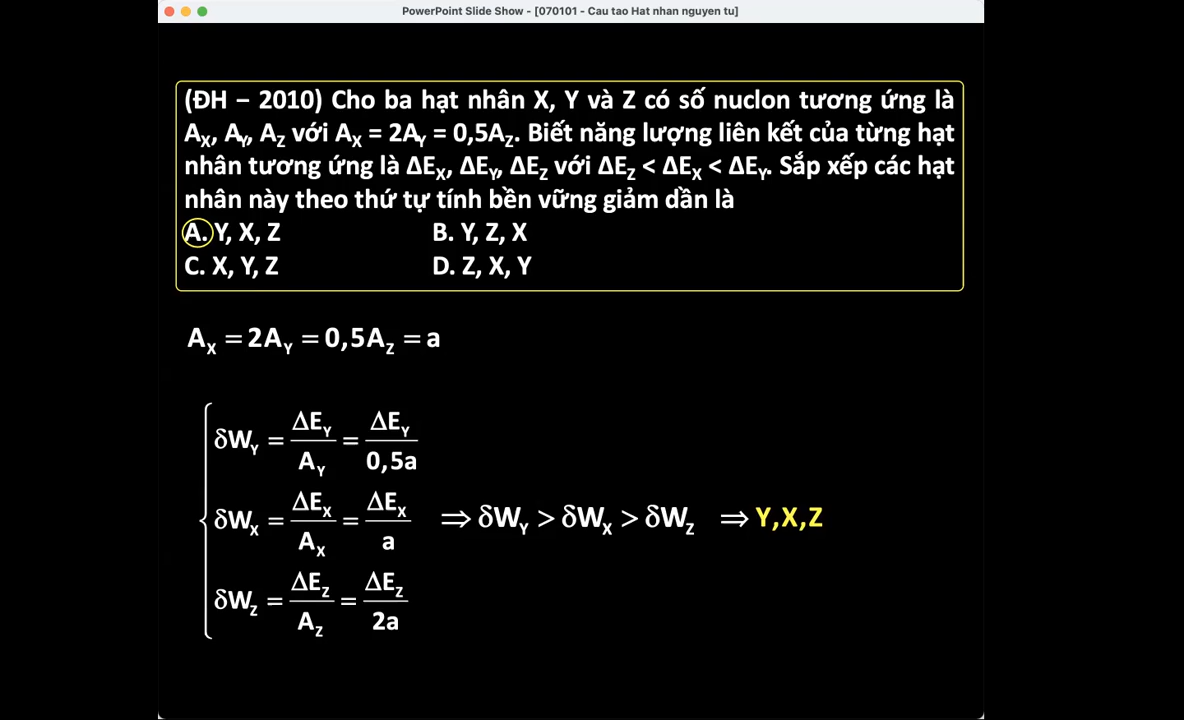 PowerPoint Slide Show - [070101 - Cau tao Hat nhan nguyen tu]
(ĐH – 2010) Cho ba hạt nhân X, Y và Z có số nuclon tương ứng là
A_X, A_Y, A_Z với A_X = 2A_Y = 0,5A_Z. Biết năng lượng liên kết của từng hạt
nhân tương ứng là ΔE_X, ΔE_Y, ΔE_Z với ΔE_Z < ΔE_X < ΔE_Y. Sắp xếp các hạt
nhân này theo thứ tự tính bền vững giảm dần là
A. Y, X, Z B. Y, Z, X
C. X, Y, Z D. Z, X, Y
A_X = 2A_Y = 0,5A_Z = a
δW_Y = ΔE_Y / A_Y = ΔE_Y / 0,5a
δW_X = ΔE_X / A_X = ΔE_X / a ⇒ δW_Y > δW_X > δW_Z ⇒ Y,X,Z
δW_Z = ΔE_Z / A_Z = ΔE_Z / 2a